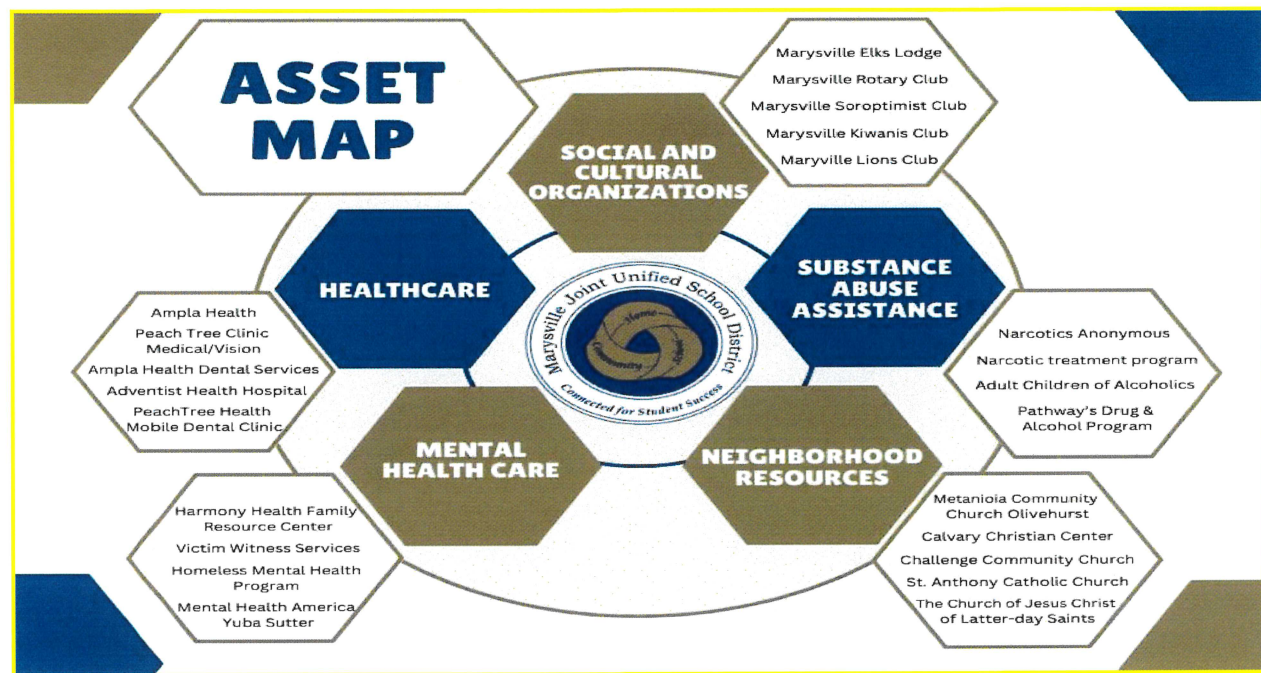 ASSET
MAP
Marysville Elks Lodge
Marysville Rotary Club
Marysville Soroptimist Club
Marysville Kiwanis Club
Maryville Lions Club
SOCIAL AND
CULTURAL
ORGANIZATIONS
HEALTHCARE
SUBSTANCE
ABUSE
ASSISTANCE
Marysville Joint Unified School District
Home
School
Community
Connected for Student Success
Ampla Health
Peach Tree Clinic
Medical/Vision
Ampla Health Dental Services
Adventist Health Hospital
PeachTree Health
Mobile Dental Clinic
Narcotics Anonymous
Narcotic treatment program
Adult Children of Alcoholics
Pathway's Drug &
Alcohol Program
MENTAL
HEALTH CARE
NEIGHBORHOOD
RESOURCES
Harmony Health Family
Resource Center
Victim Witness Services
Homeless Mental Health
Program
Mental Health America
Yuba Sutter
Metanioia Community
Church Olivehurst
Calvary Christian Center
Challenge Community Church
St. Anthony Catholic Church
The Church of Jesus Christ
of Latter-day Saints